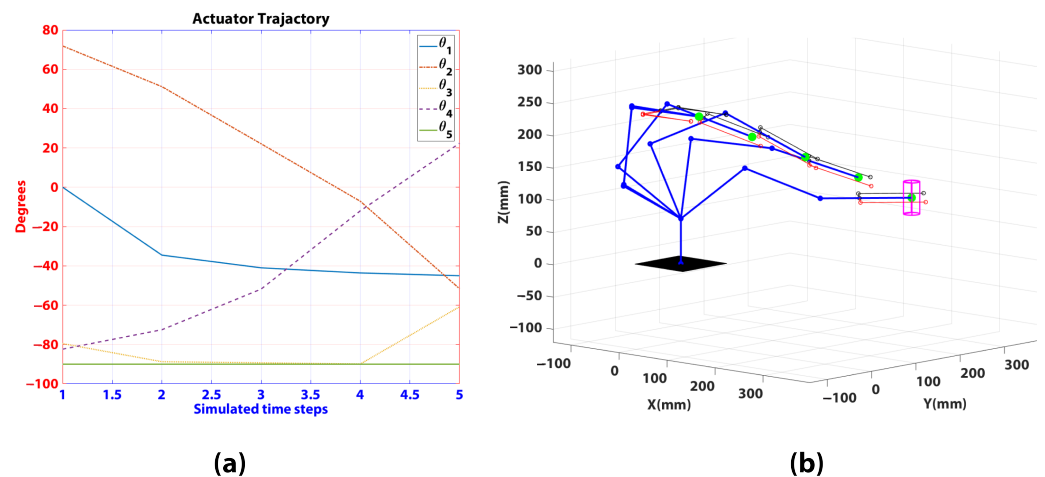 Actuator Trajactory
80
60
40
20
0
−20
−40
−60
−80
−100
Degrees
1 1.5 2 2.5 3 3.5 4 4.5 5
Simulated time steps
θ1
θ2
θ3
θ4
θ5
(a)
300
250
200
150
100
50
0
−50
−100
Z(mm)
−100 0 100 200 300
X(mm)
−100 0 100 200 300
Y(mm)
(b)